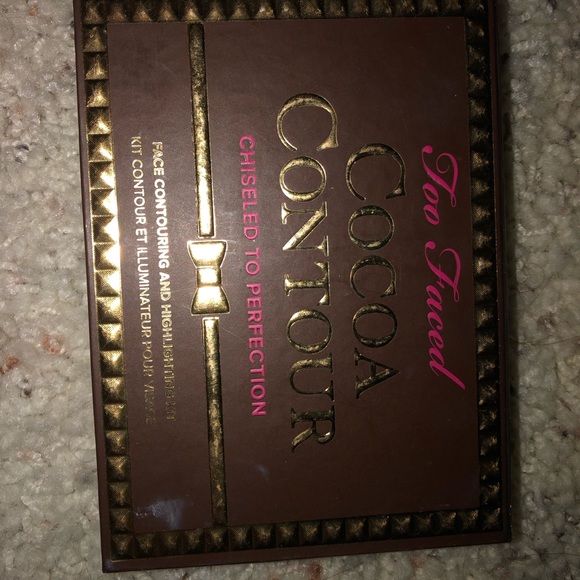 Too Faced
COCOA
CONTOUR
CHISELED TO PERFECTION
FACE CONTOURING AND HIGHLIGHTING KIT
KIT CONTOUR ET ILLUMINATEUR POUR VISAGE